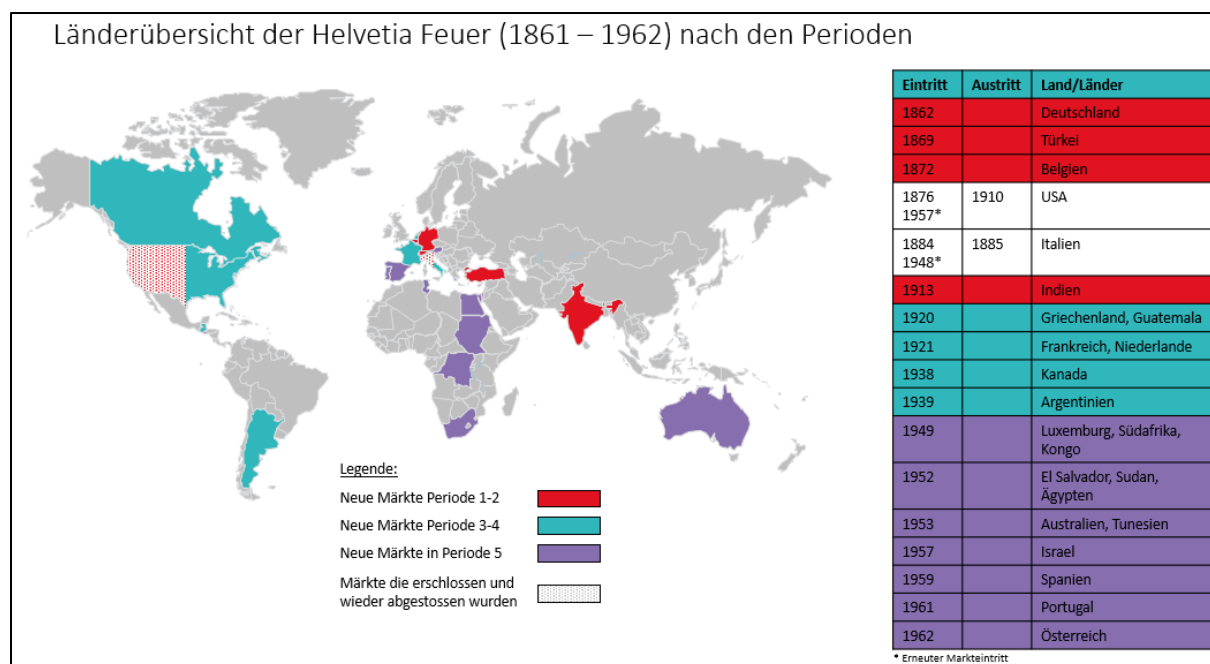 Länderübersicht der Helvetia Feuer (1861 – 1962) nach den Perioden
Eintritt Austritt Land/Länder
1862 Deutschland
1869 Türkei
1872 Belgien
1876 1910 USA
1957*
1884 1885 Italien
1948*
1913 Indien
1920 Griechenland, Guatemala
1921 Frankreich, Niederlande
1938 Kanada
1939 Argentinien
1949 Luxemburg, Südafrika,
Kongo
1952 El Salvador, Sudan,
Ägypten
1953 Australien, Tunesien
1957 Israel
1959 Spanien
1961 Portugal
1962 Österreich
* Erneuter Markteintritt
Legende:
Neue Märkte Periode 1-2
Neue Märkte Periode 3-4
Neue Märkte in Periode 5
Märkte die erschlossen und
wieder abgestossen wurden